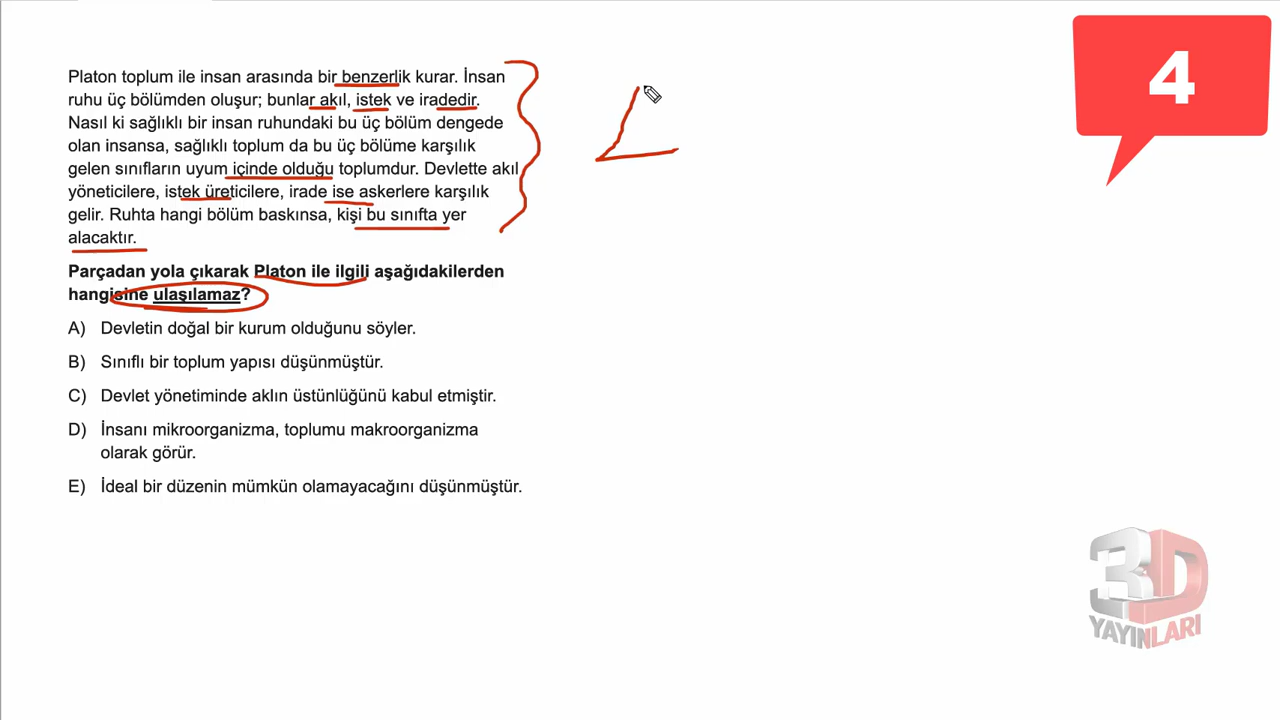 4
Platon toplum ile insan arasında bir benzerlik kurar. İnsan
ruhu üç bölümden oluşur; bunlar akıl, istek ve iradedir.
Nasıl ki sağlıklı bir insan ruhundaki bu üç bölüm dengede
olan insansa, sağlıklı toplum da bu üç bölüme karşılık
gelen sınıfların uyum içinde olduğu toplumdur. Devlette akıl
yöneticilere, istek üreticilere, irade ise askerlere karşılık
gelir. Ruhta hangi bölüm baskınsa, kişi bu sınıfta yer
alacaktır.
Parçadan yola çıkarak Platon ile ilgili aşağıdakilerden
hangisine ulaşılamaz?
A) Devletin doğal bir kurum olduğunu söyler.
B) Sınıflı bir toplum yapısı düşünmüştür.
C) Devlet yönetiminde aklın üstünlüğünü kabul etmiştir.
D) İnsanı mikroorganizma, toplumu makroorganizma
olarak görür.
E) İdeal bir düzenin mümkün olamayacağını düşünmüştür.
3D
YAYINLARI